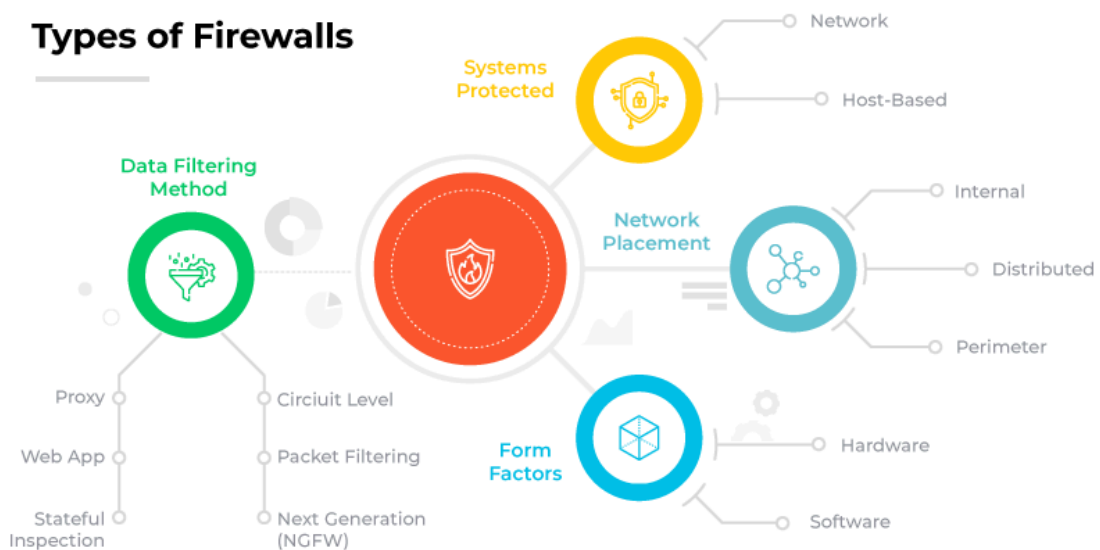 Types of Firewalls
Systems
Protected
Network
Host-Based
Data Filtering
Method
Network
Placement
Internal
Distributed
Perimeter
Proxy
Web App
Stateful
Inspection
Circiuit Level
Packet Filtering
Next Generation
(NGFW)
Form
Factors
Hardware
Software